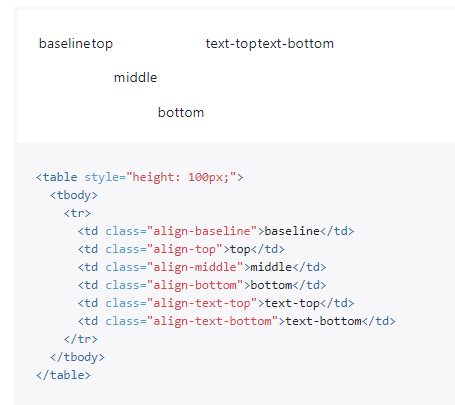 baselinetop text-toptext-bottom
middle
bottom
<table style="height: 100px;">
  <tbody>
    <tr>
      <td class="align-baseline">baseline</td>
      <td class="align-top">top</td>
      <td class="align-middle">middle</td>
      <td class="align-bottom">bottom</td>
      <td class="align-text-top">text-top</td>
      <td class="align-text-bottom">text-bottom</td>
    </tr>
  </tbody>
</table>